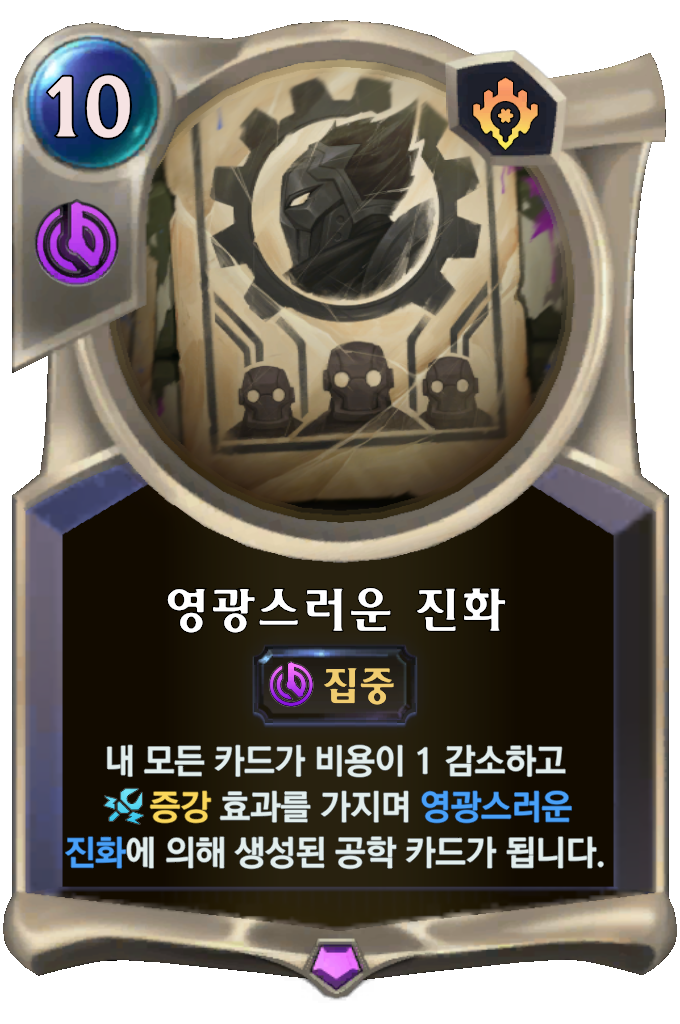 10
영광스러운 진화
집중
내 모든 카드가 비용이 1 감소하고
증강 효과를 가지며 영광스러운
진화에 의해 생성된 공학 카드가 됩니다.